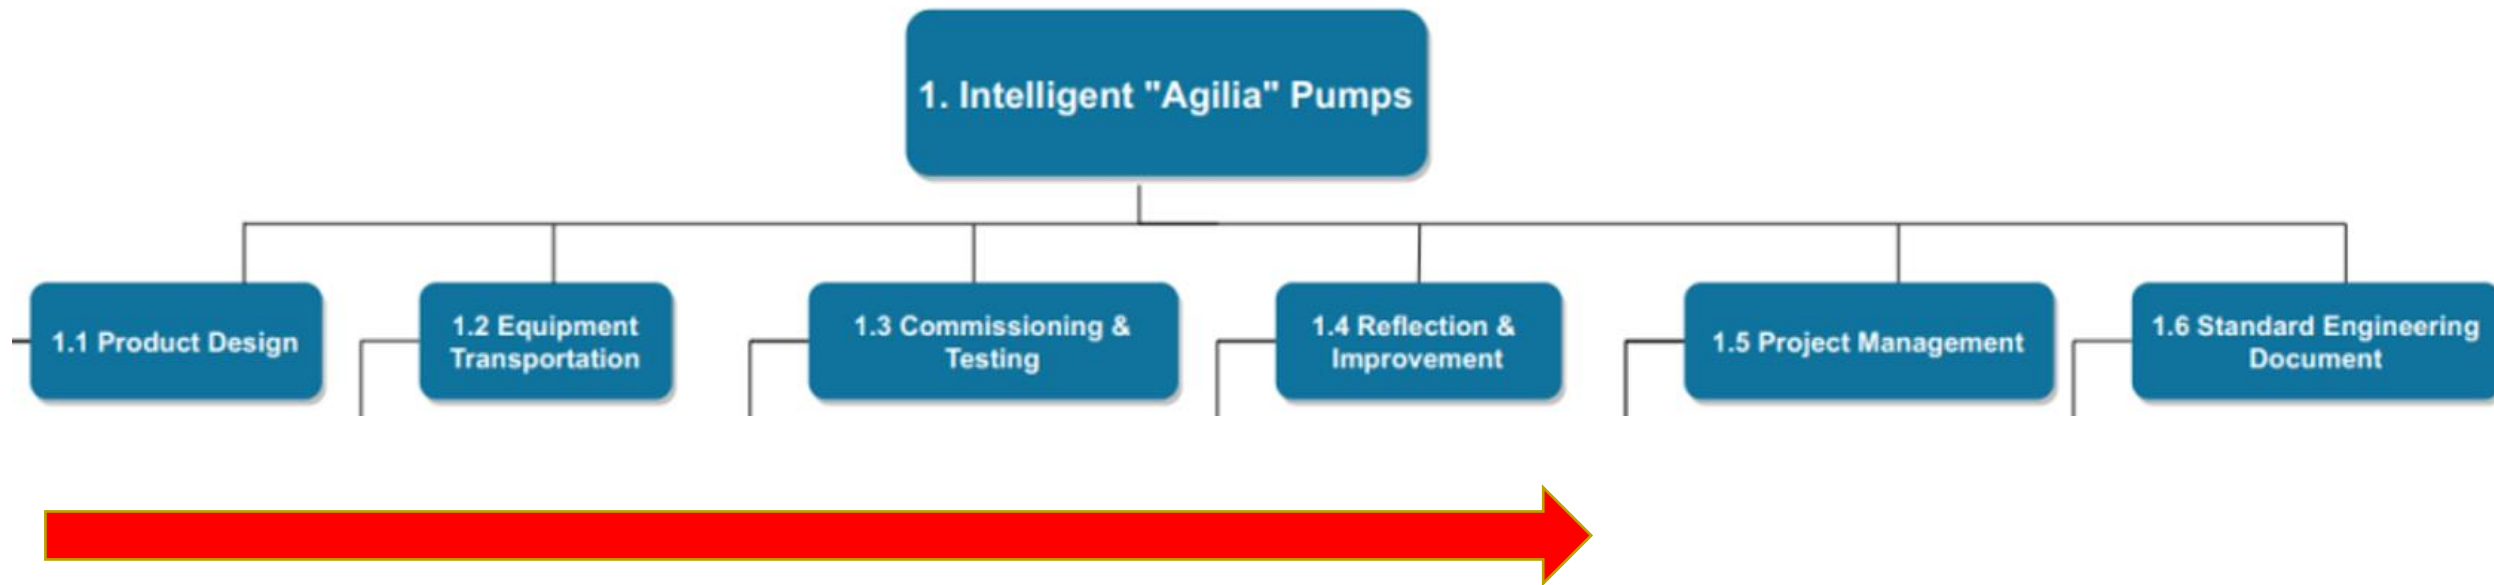 1. Intelligent "Agilia" Pumps
1.1 Product Design
1.2 Equipment
Transportation
1.3 Commissioning &
Testing
1.4 Reflection &
Improvement
1.5 Project Management
1.6 Standard Engineering
Document